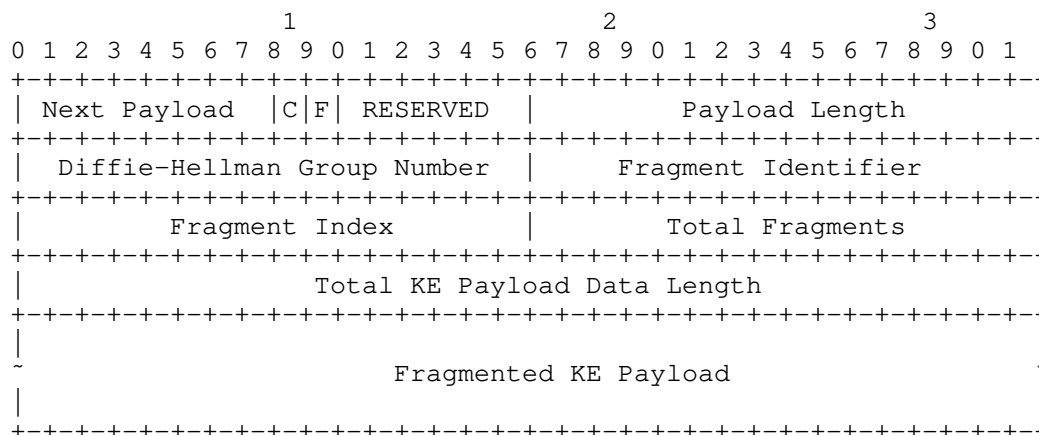 1 2 3
0 1 2 3 4 5 6 7 8 9 0 1 2 3 4 5 6 7 8 9 0 1 2 3 4 5 6 7 8 9 0 1
+-+-+-+-+-+-+-+-+-+-+-+-+-+-+-+-+-+-+-+-+-+-+-+-+-+-+-+-+-+-+-+--
| Next Payload |C|F| RESERVED | Payload Length
+-+-+-+-+-+-+-+-+-+-+-+-+-+-+-+-+-+-+-+-+-+-+-+-+-+-+-+-+-+-+-+--
| Diffie-Hellman Group Number | Fragment Identifier
+-+-+-+-+-+-+-+-+-+-+-+-+-+-+-+-+-+-+-+-+-+-+-+-+-+-+-+-+-+-+-+--
| Fragment Index | Total Fragments
+-+-+-+-+-+-+-+-+-+-+-+-+-+-+-+-+-+-+-+-+-+-+-+-+-+-+-+-+-+-+-+--
| Total KE Payload Data Length
+-+-+-+-+-+-+-+-+-+-+-+-+-+-+-+-+-+-+-+-+-+-+-+-+-+-+-+-+-+-+-+--
|
~ Fragmented KE Payload ~
|
+-+-+-+-+-+-+-+-+-+-+-+-+-+-+-+-+-+-+-+-+-+-+-+-+-+-+-+-+-+-+-+--